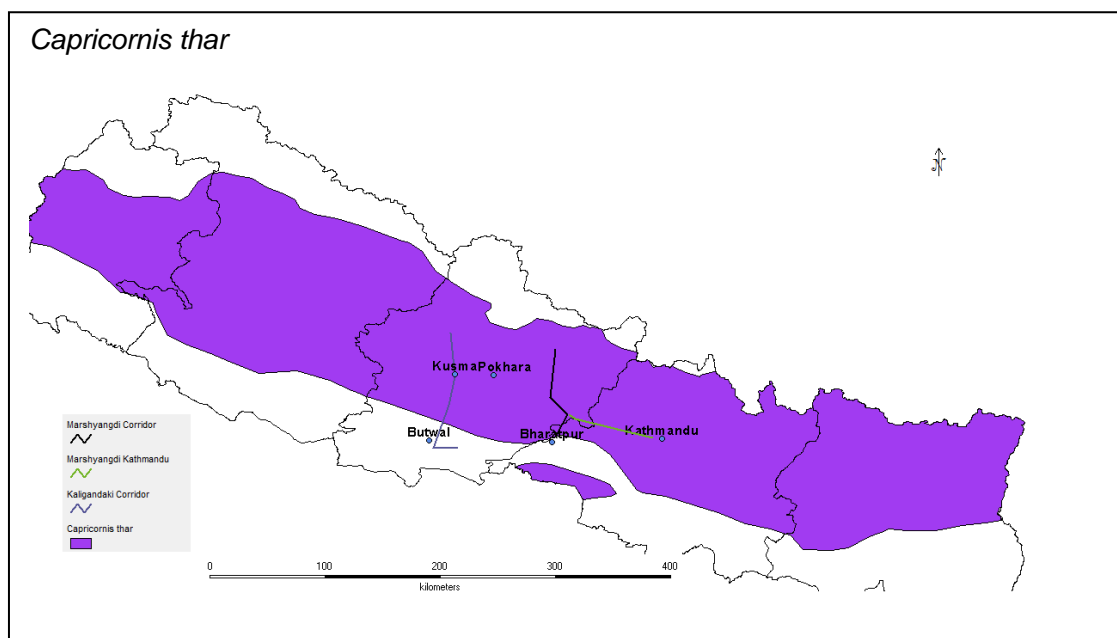 Capricornis thar
N
Kusma Pokhara
Butwal
Bharatpur
Kathmandu
Marshyangdi Corridor
Marshyangdi Kathmandu
Kaligandaki Corridor
Capricornis thar
0 100 200 300 400
kilometers